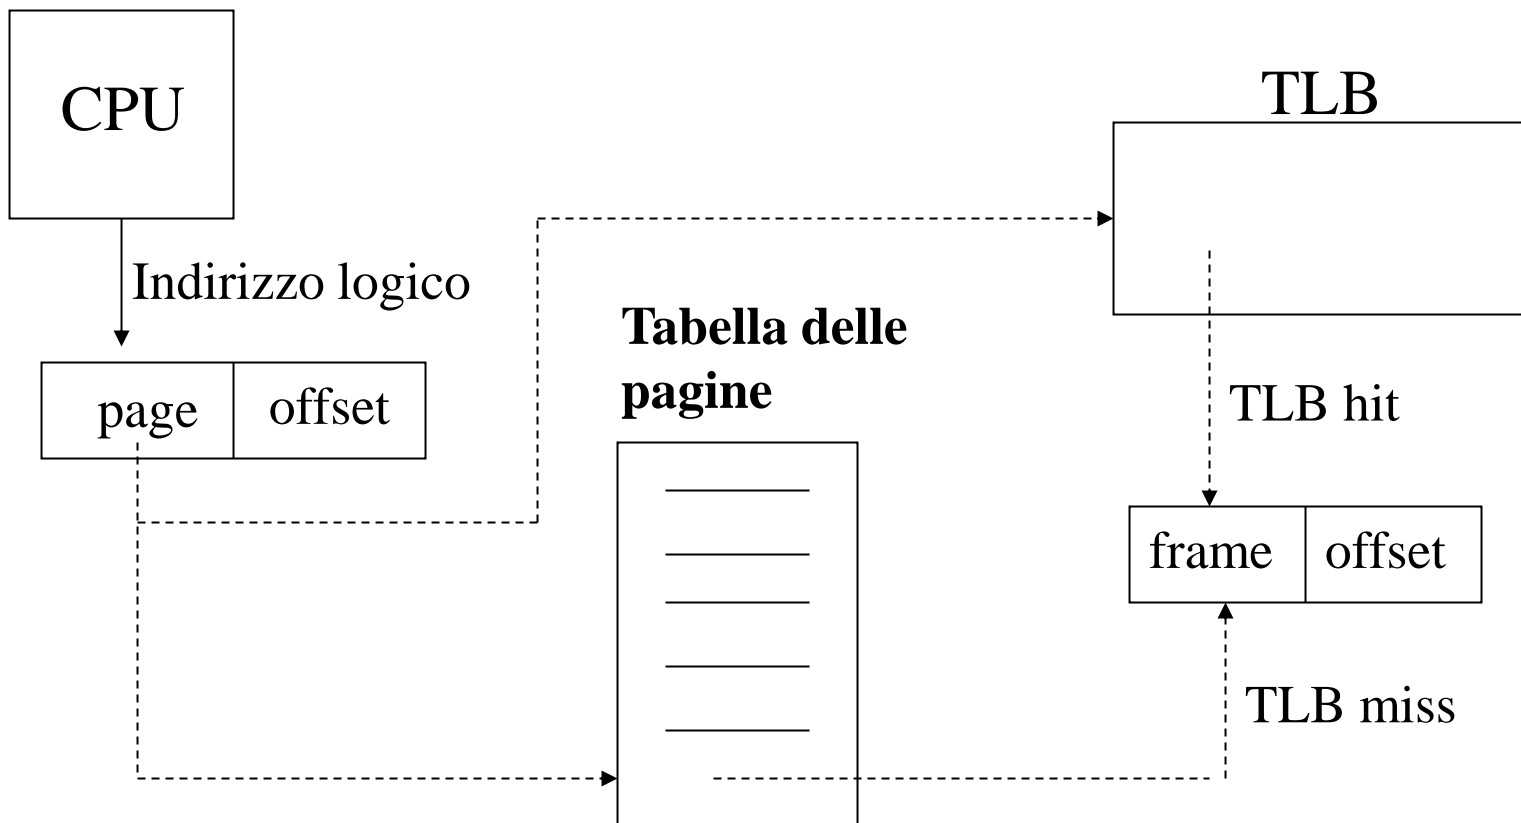 CPU
TLB
Indirizzo logico
Tabella delle
pagine
page
offset
TLB hit
frame
offset
TLB miss